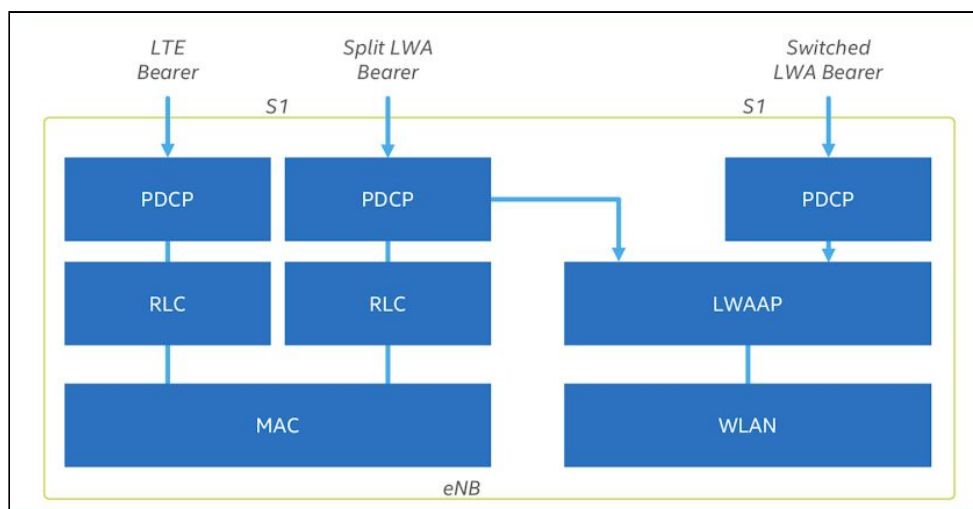 LTE
Bearer
Split LWA
Bearer
Switched
LWA Bearer
S1
S1
PDCP
PDCP
PDCP
RLC
RLC
LWAAP
MAC
WLAN
eNB